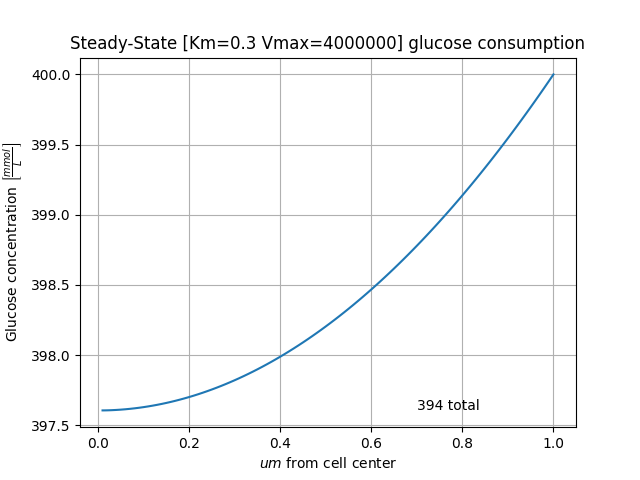 Steady-State [Km=0.3 Vmax=4000000] glucose consumption
Glucose concentration [mmol/L]
400.0
399.5
399.0
398.5
398.0
397.5
394 total
0.0 0.2 0.4 0.6 0.8 1.0
um from cell center